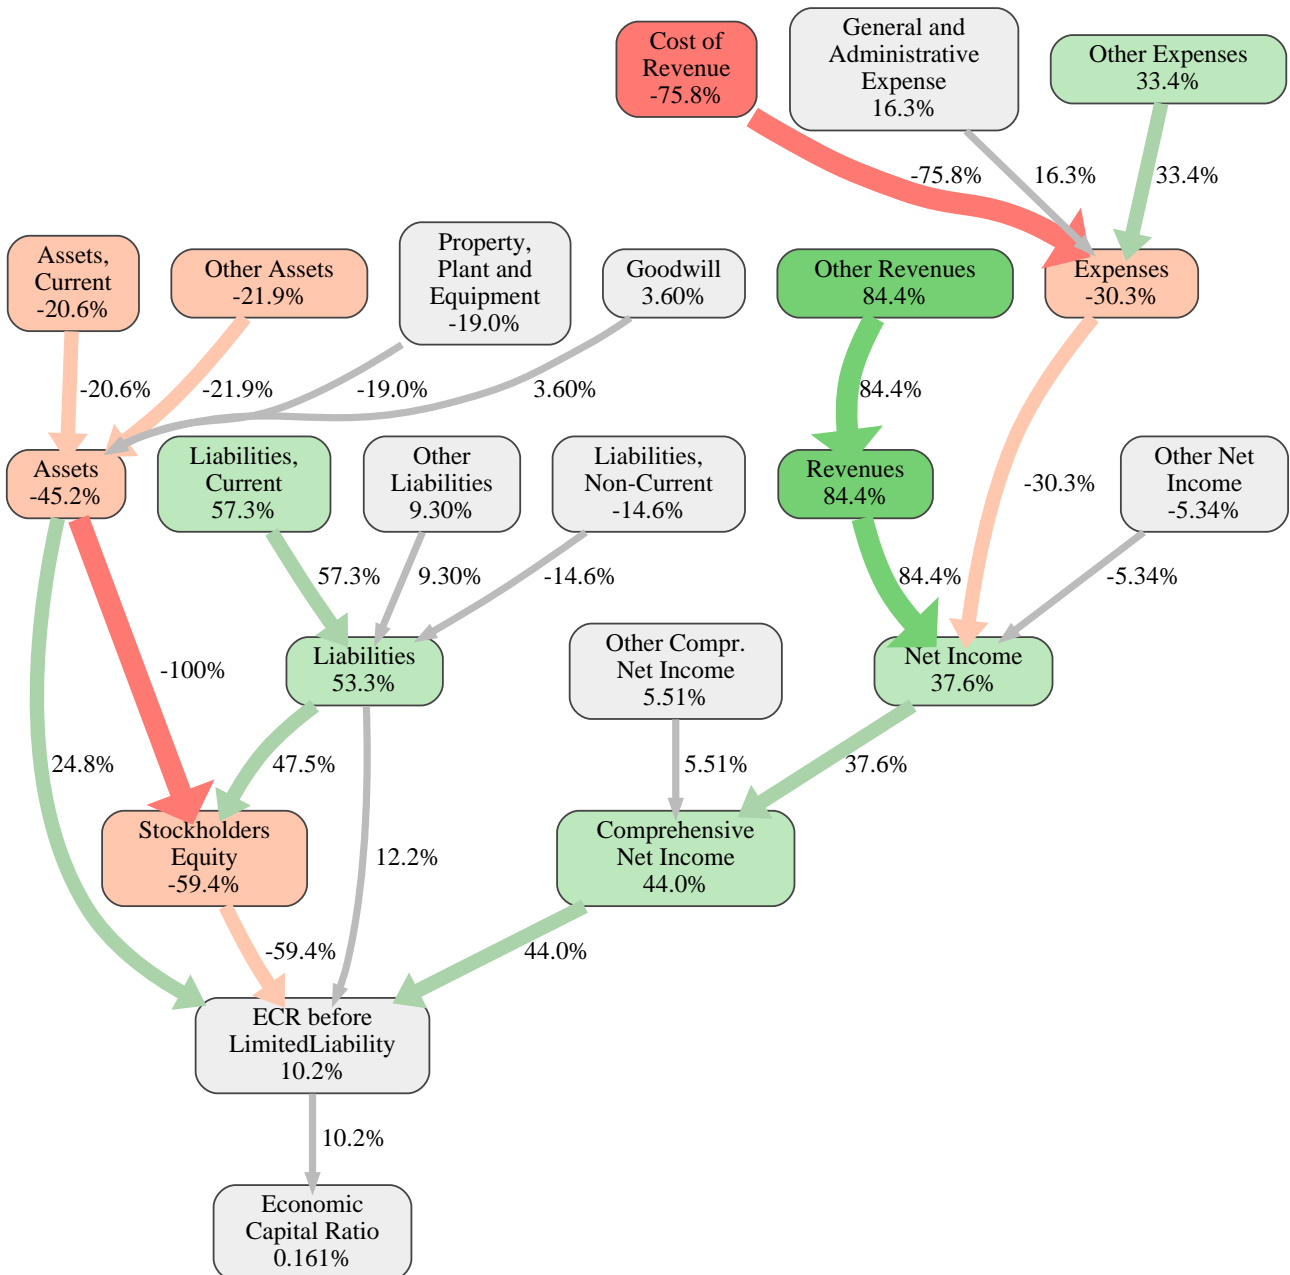 Cost of
Revenue
-75.8%
General and
Administrative
Expense
16.3%
Other Expenses
33.4%
-75.8%
16.3%
33.4%
Assets,
Current
-20.6%
Other Assets
-21.9%
Property,
Plant and
Equipment
-19.0%
Goodwill
3.60%
Other Revenues
84.4%
Expenses
-30.3%
-20.6%
-21.9%
-19.0%
3.60%
84.4%
Assets
-45.2%
Liabilities,
Current
57.3%
Other
Liabilities
9.30%
Liabilities,
Non-Current
-14.6%
Revenues
84.4%
-30.3%
Other Net
Income
-5.34%
57.3%
9.30%
-14.6%
84.4%
-5.34%
-100%
Liabilities
53.3%
Other Compr.
Net Income
5.51%
Net Income
37.6%
24.8%
47.5%
5.51%
37.6%
Stockholders
Equity
-59.4%
12.2%
Comprehensive
Net Income
44.0%
-59.4%
44.0%
ECR before
LimitedLiability
10.2%
10.2%
Economic
Capital Ratio
0.161%